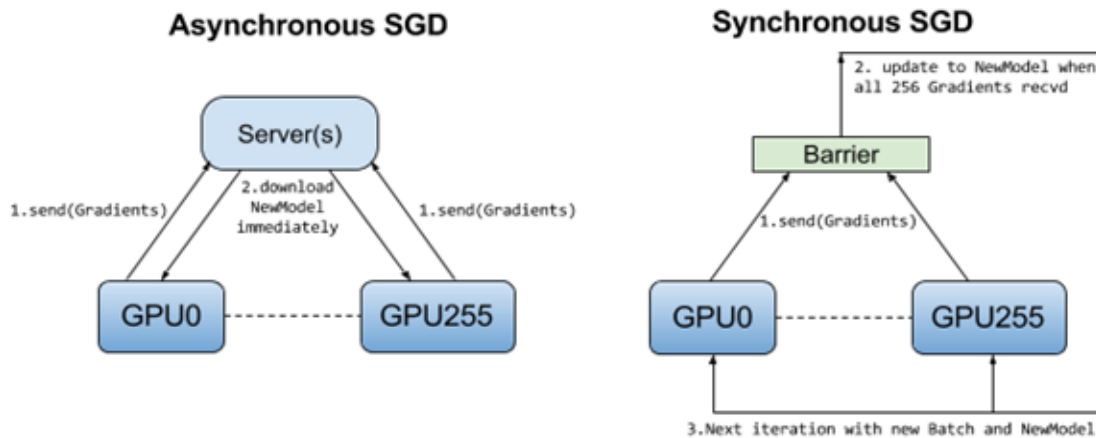 Asynchronous SGD
Server(s)
1.send(Gradients)
2.download
NewModel
immediately
1.send(Gradients)
GPU0
GPU255
Synchronous SGD
2. update to NewModel when
all 256 Gradients recvd
Barrier
1.send(Gradients)
GPU0
GPU255
3.Next iteration with new Batch and NewModel